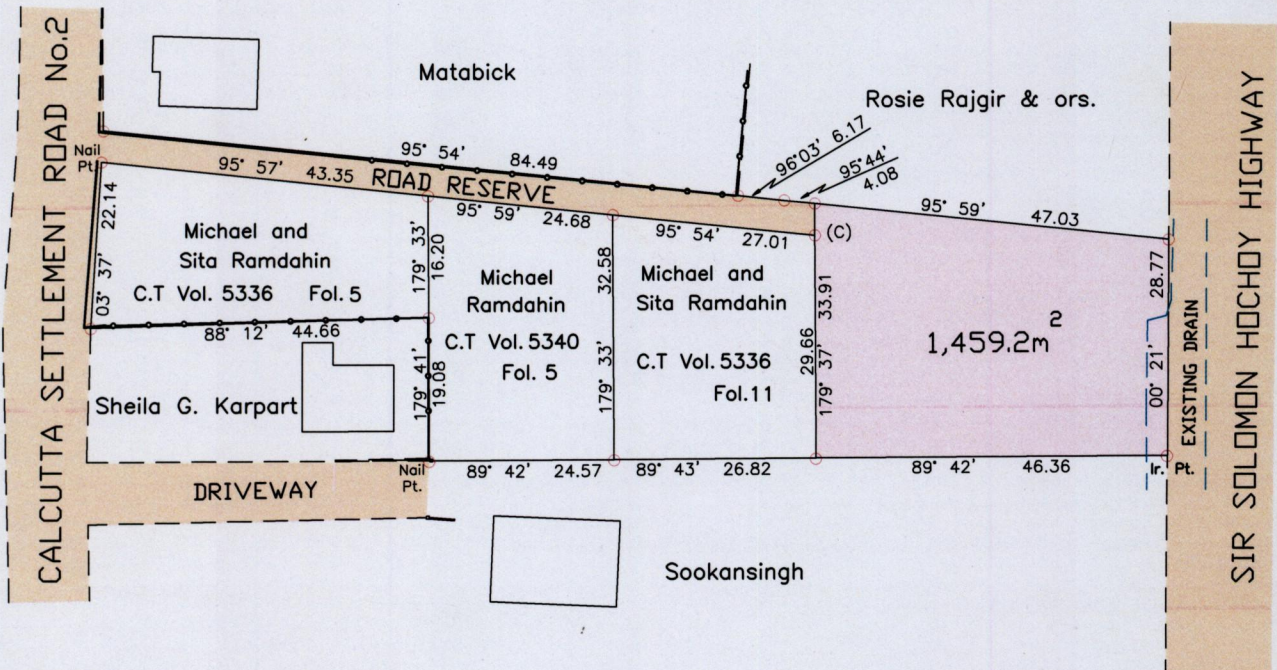 CALCUTTA SETTLEMENT ROAD No.2
Matabick
Rosie Rajgir & ors.
Nail
Pt.
95° 54' 84.49
96°03' 6.17
95°44'
4.08
95° 57' 43.35
ROAD RESERVE
95° 59' 24.68
95° 54' 27.01
(C)
95° 59' 47.03
03° 37' 22.14
Michael and
Sita Ramdahin
C.T Vol. 5336 Fol. 5
179° 33'
16.20
Michael
Ramdahin
C.T Vol. 5340
Fol. 5
179° 33' 32.58
Michael and
Sita Ramdahin
C.T Vol. 5336
Fol.11
33.91
29.66
179° 37'
1,459.2m²
00° 21' 28.77
EXISTING DRAIN
SIR SOLOMON HOCHOY HIGHWAY
88° 12' 44.66
179° 41'
19.08
Sheila G. Karpart
Nail
Pt.
89° 42' 24.57
89° 43' 26.82
89° 42' 46.36
Ir. Pt.
DRIVEWAY
Sookansingh